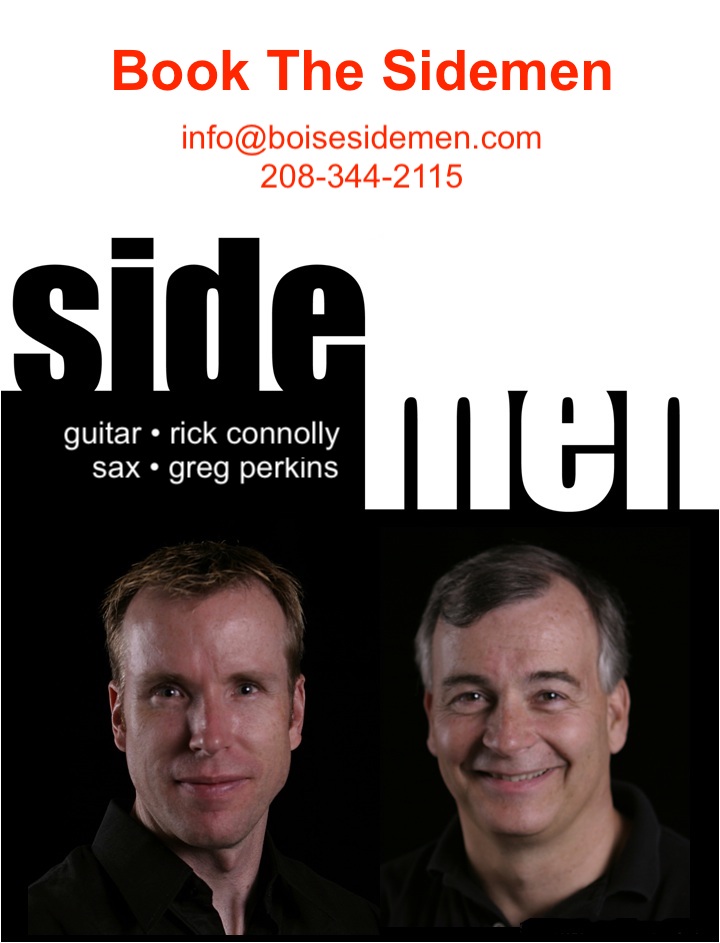 Book The Sidemen
info@boisesidemen.com
208-344-2115
side
men
guitar • rick connolly
sax • greg perkins